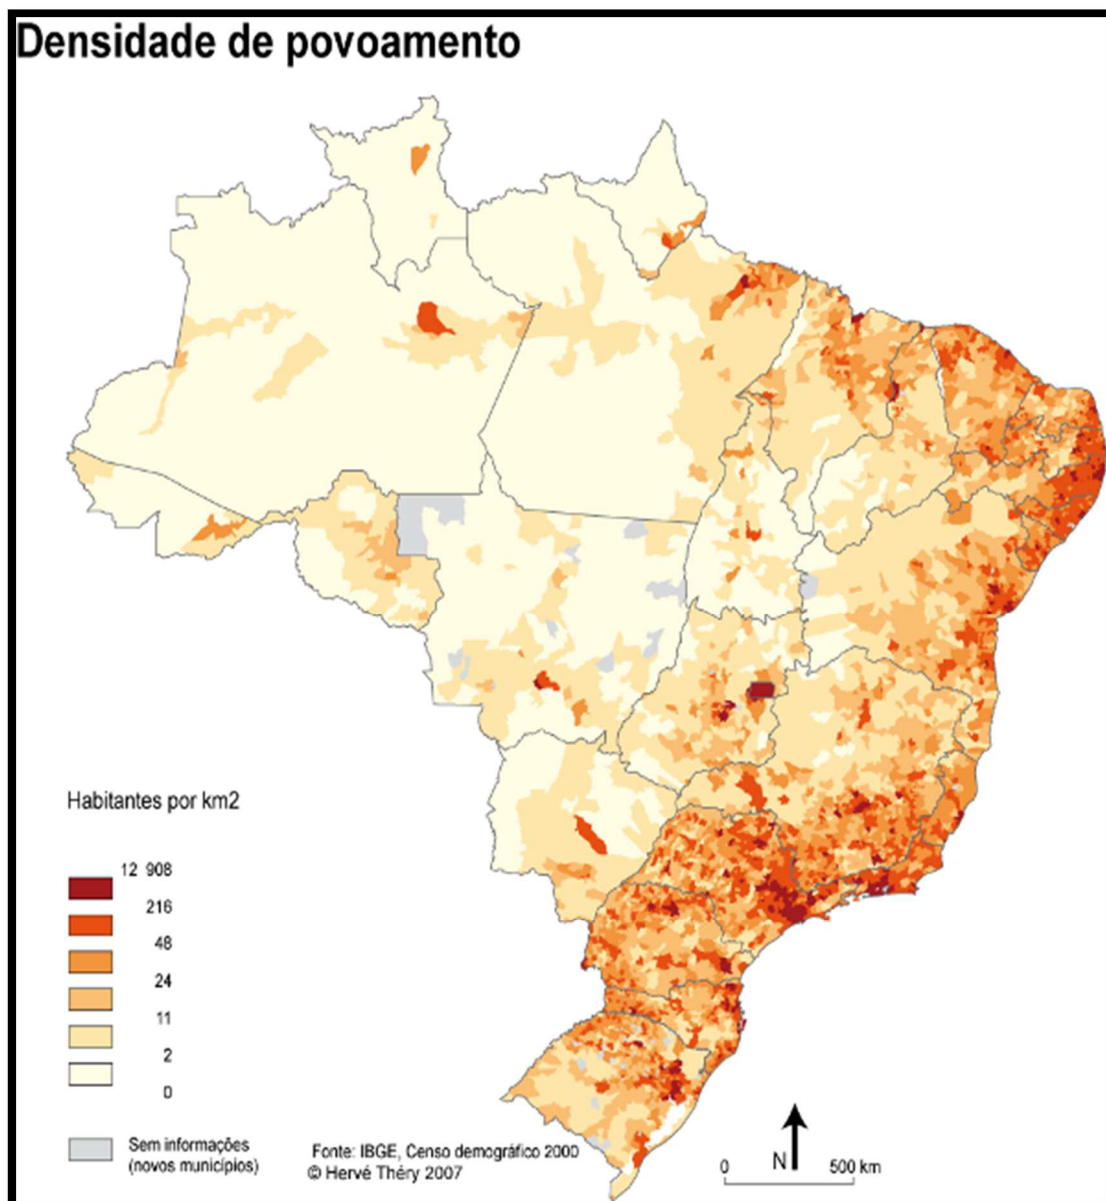 Densidade de povoamento
Habitantes por km2
12 908
216
48
24
11
2
0
Sem informações
(novos municípios)
Fonte: IBGE, Censo demográfico 2000
© Hervé Théry 2007
N
0 500 km